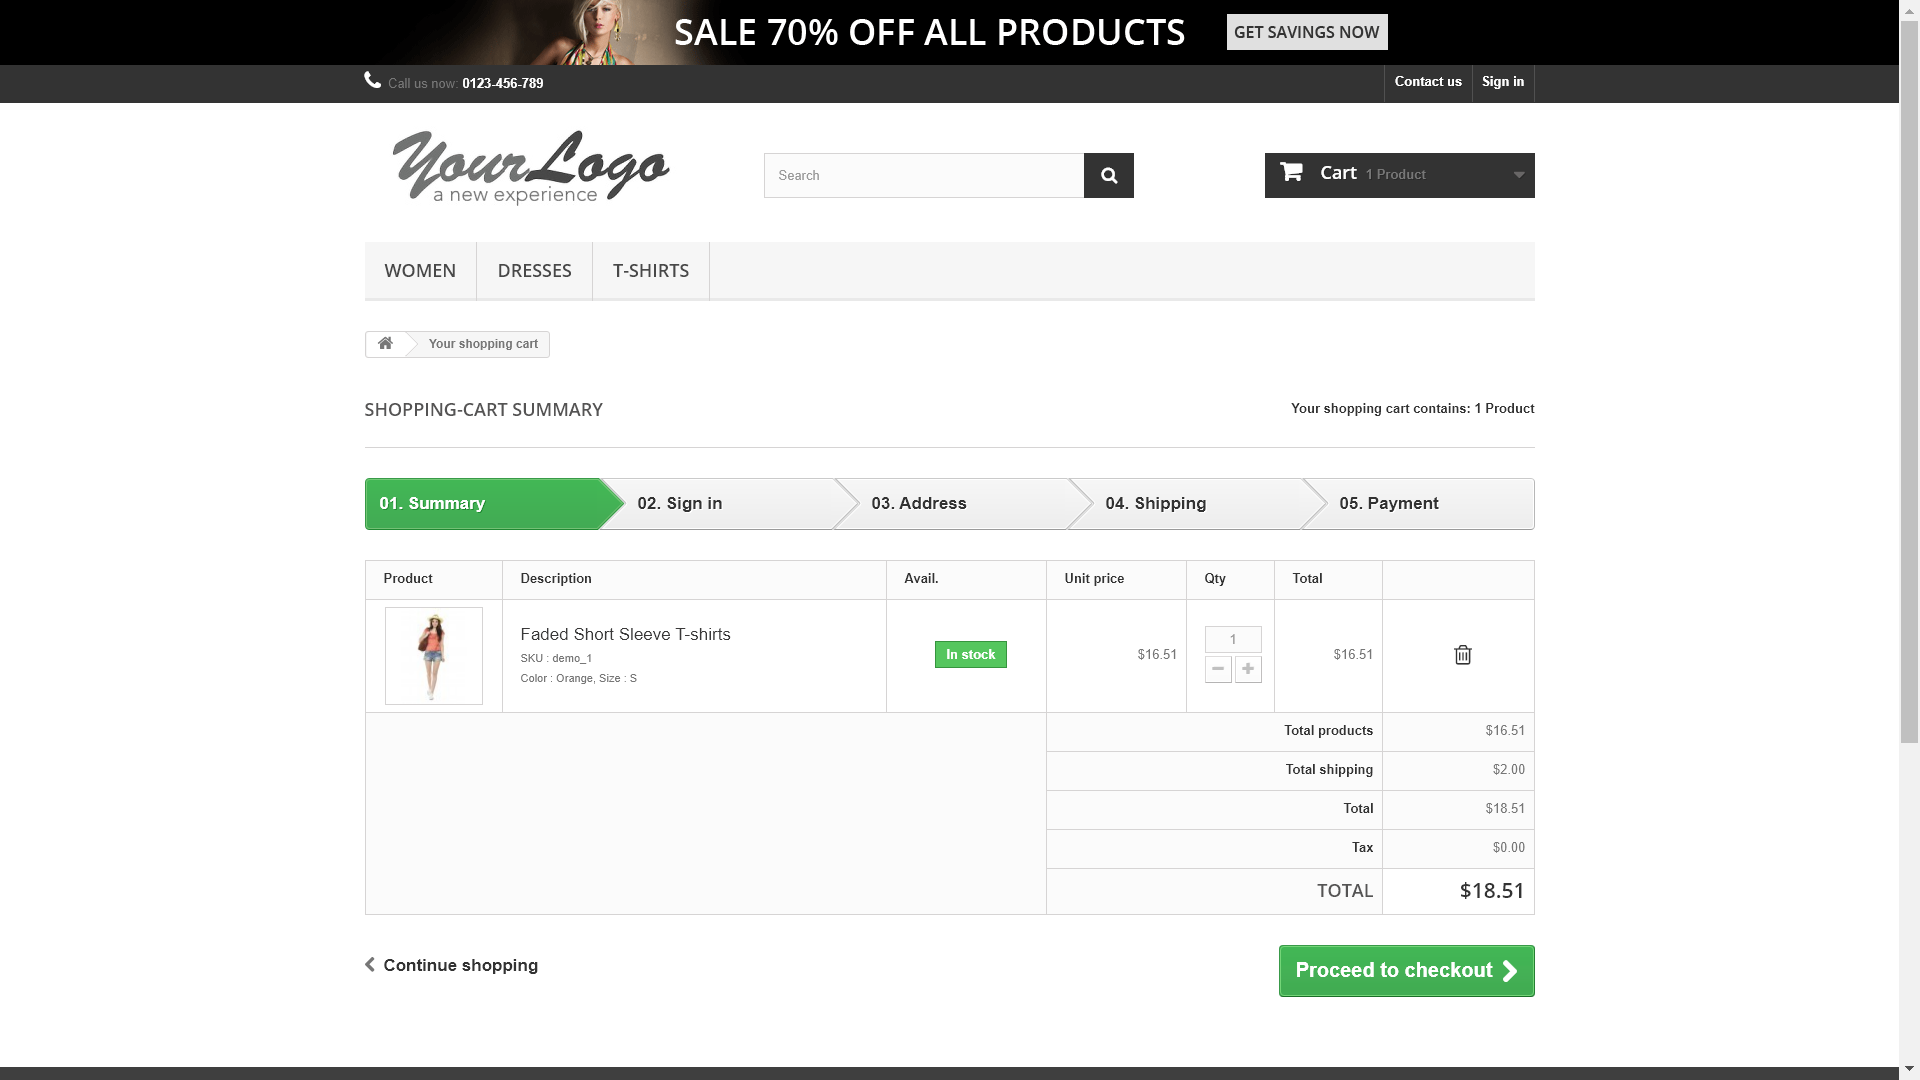 SALE 70% OFF ALL PRODUCTS GET SAVINGS NOW
Call us now: 0123-456-789 Contact us Sign in
Your Logo
a new experience
Search
Cart 1 Product
WOMEN DRESSES T-SHIRTS
Your shopping cart
SHOPPING-CART SUMMARY Your shopping cart contains: 1 Product
01. Summary 02. Sign in 03. Address 04. Shipping 05. Payment
Product Description Avail. Unit price Qty Total
Faded Short Sleeve T-shirts
SKU : demo_1
Color : Orange, Size : S
In stock $16.51 1 $16.51
Total products $16.51
Total shipping $2.00
Total $18.51
Tax $0.00
TOTAL $18.51
Continue shopping Proceed to checkout